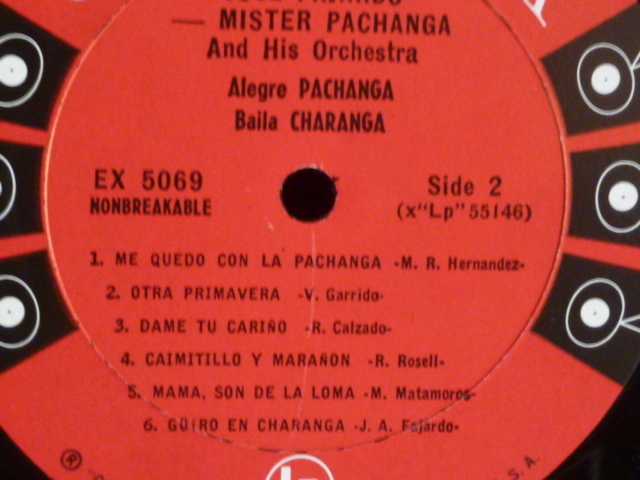 — MISTER PACHANGA
And His Orchestra
Alegre PACHANGA
Baila CHARANGA
EX 5069
NONBREAKABLE
Side 2
(x"Lp" 55146)
1. ME QUEDO CON LA PACHANGA -M. R. Hernandez-
2. OTRA PRIMAVERA -V. Garrido-
3. DAME TU CARIÑO -R. Calzado-
4. CAIMITILLO Y MARAÑON -R. Rosell-
5. MAMA, SON DE LA LOMA -M. Matamoros-
6. GÜIRO EN CHARANGA -J. A. Fajardo-
®
S. A.